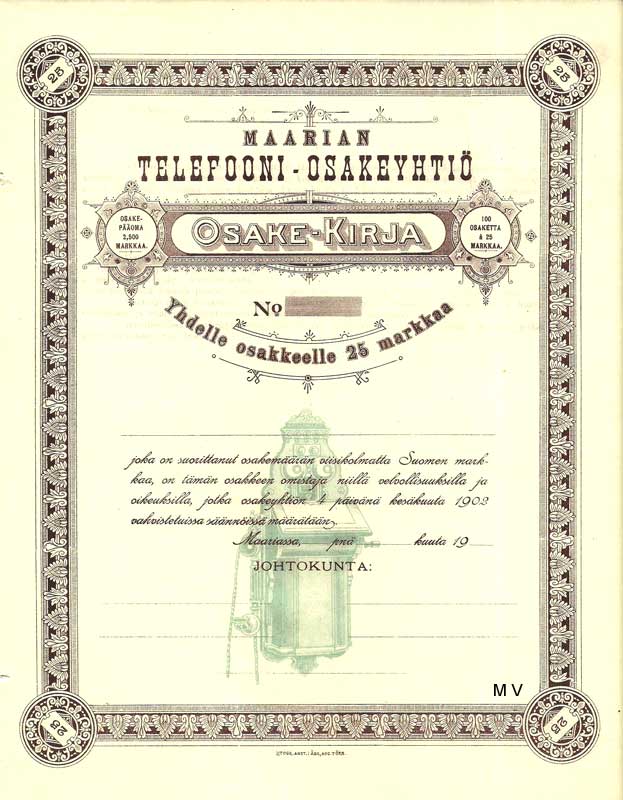 25
25
MAARIAN
TELEFOONI-OSAKEYHTIÖ
OSAKE-
PÄÄOMA
2,500
MARKKAA.
OSAKE-KIRJA
100
OSAKETTA
à 25
MARKKAA.
No
Yhdelle osakkeelle 25 markkaa
joka on suorittanut osakemäärän viisikolmatta Suomen mark-
kaa, on tämän osakkeen omistaja niillä velvollisuuksilla ja
oikeuksilla, jotka osakeyhtiön 4 päivänä kesäkuuta 1902
vahvistetuissa säännöissä määrätään.
Maariassa, pnä kuuta 19
JOHTOKUNTA:
MV
25
25